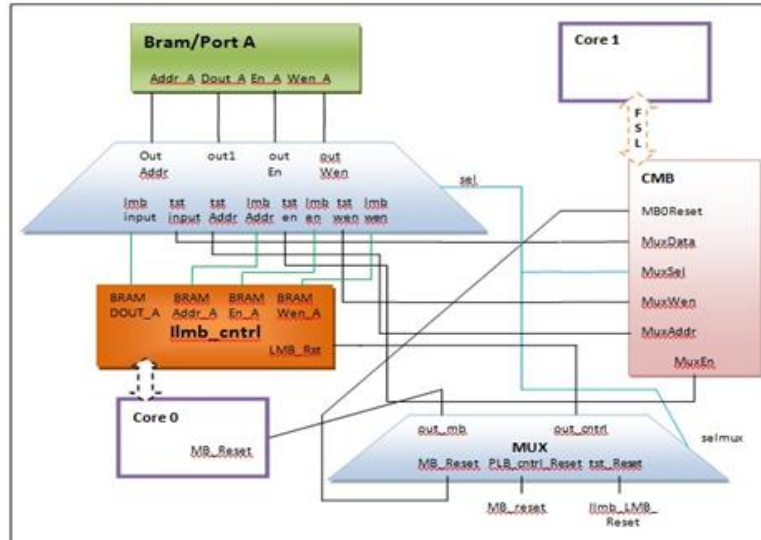 Bram/Port A
Addr_A Dout_A En_A Wen_A
Core 1
FSL
Out Addr
out1
out En
out Wen
sel
lmb input
tst input
tst Addr
lmb Addr
tst en
lmb en
tst wen
lmb wen
CMB
MB0Reset
MuxData
MuxSel
MuxWen
MuxAddr
MuxEn
BRAM DOUT_A
BRAM Addr_A
BRAM En_A
BRAM Wen_A
Ilmb_cntrl
LMB_Rst
Core 0
MB_Reset
out_mb
out_cntrl
selmux
MUX
MB_Reset PLB_cntrl_Reset tst_Reset
MB_reset
Ilmb_LMB_
Reset